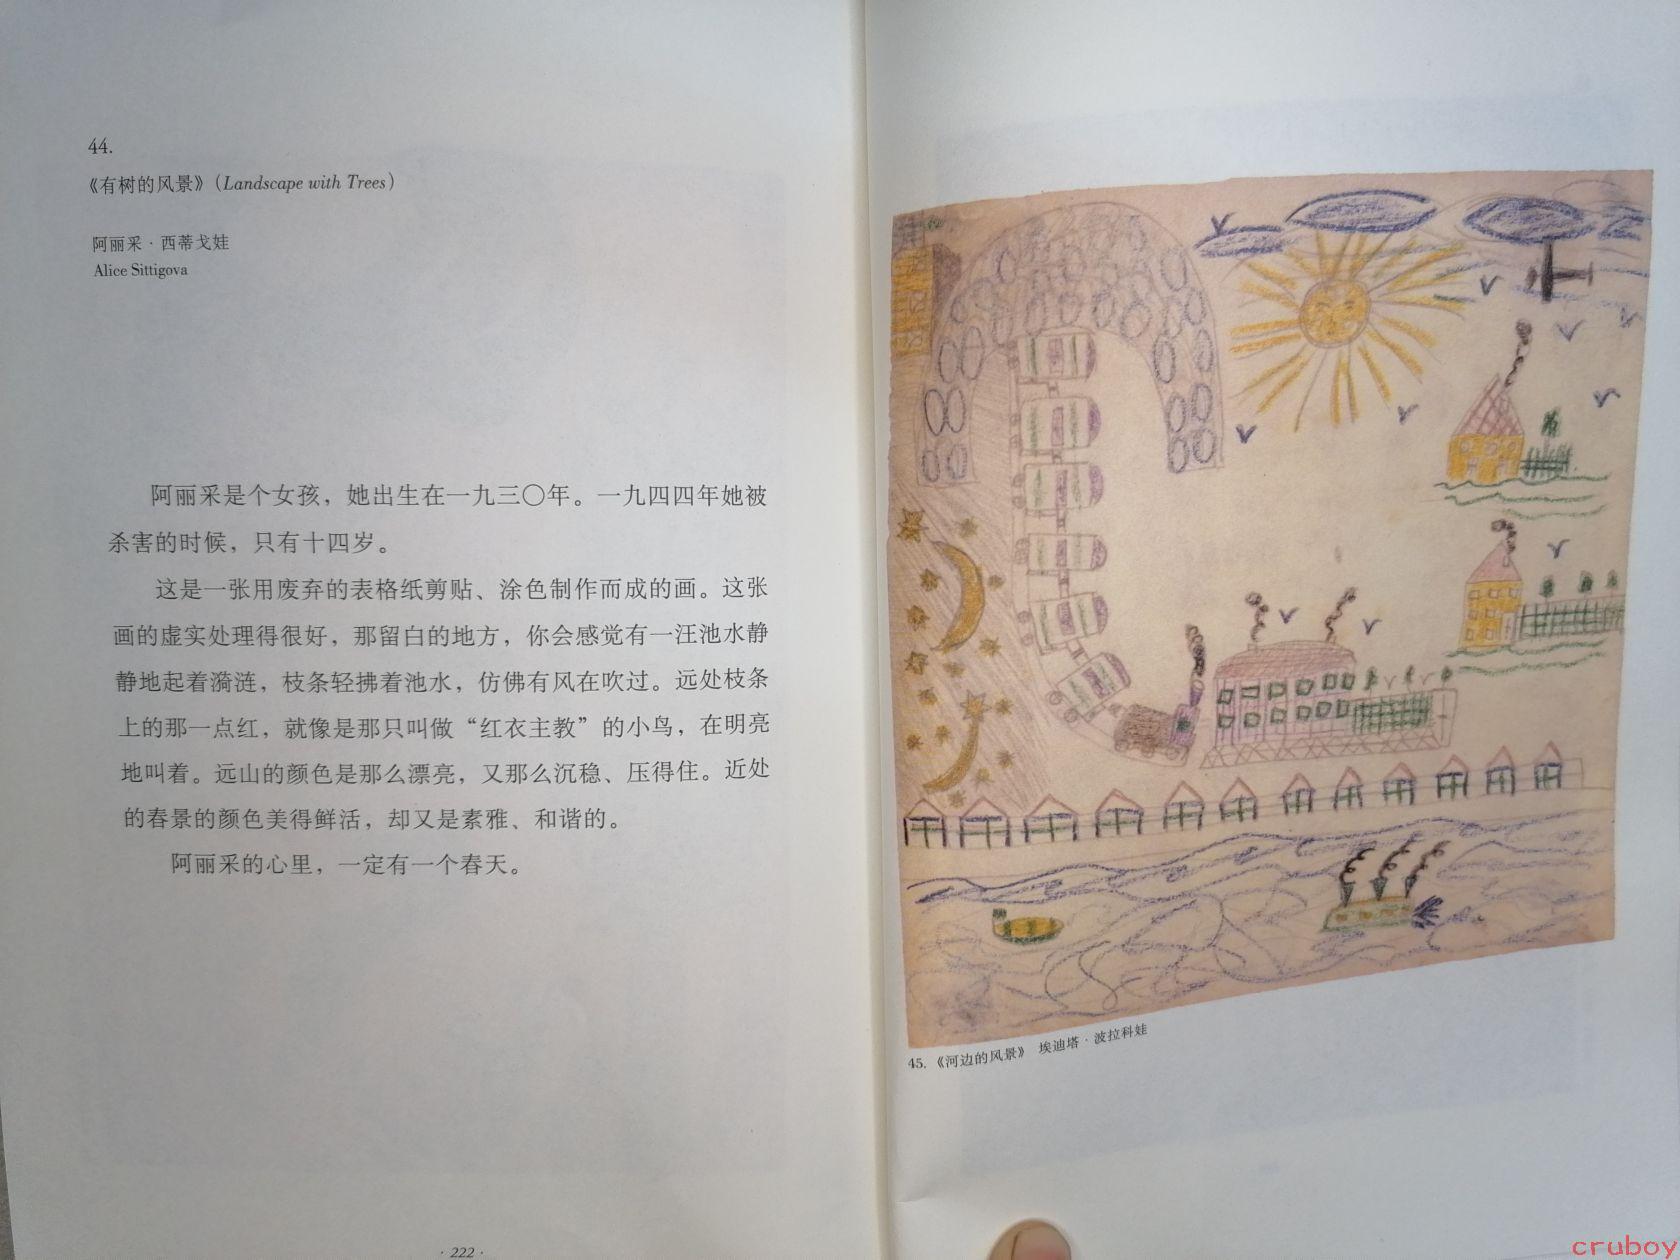 44.
《有树的风景》(Landscape with Trees)
阿丽采·西蒂戈娃
Alice Sittigova
阿丽采是个女孩，她出生在一九三〇年。一九四四年她被
杀害的时候，只有十四岁。
这是一张用废弃的表格纸剪贴、涂色制作而成的画。这张
画的虚实处理得很好，那留白的地方，你会感觉有一汪池水静
静地起着漪涟，枝条轻拂着池水，仿佛有风在吹过。远处枝条
上的那一点红，就像是那只叫做“红衣主教”的小鸟，在明亮
地叫着。远山的颜色是那么漂亮，又那么沉稳、压得住。近处
的春景的颜色美得鲜活，却又是素雅、和谐的。
阿丽采的心里，一定有一个春天。
· 222 ·
45.《河边的风景》 埃迪塔·波拉科娃
cruboy